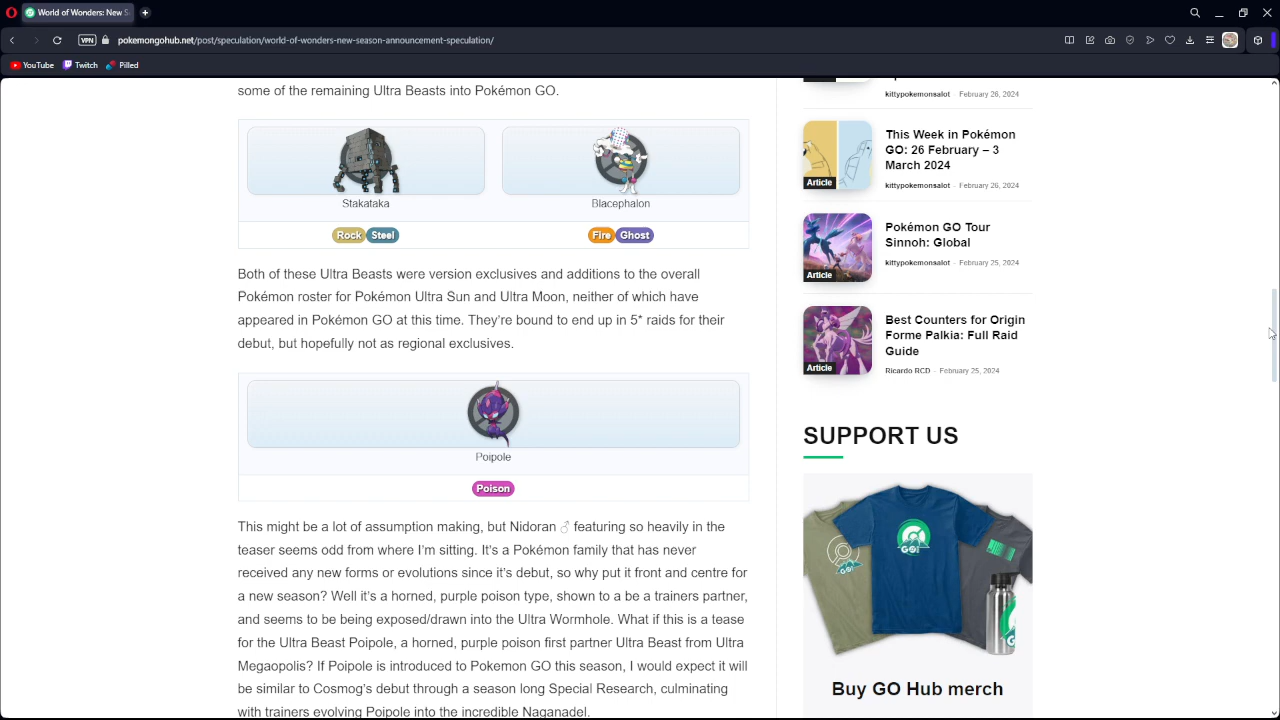 World of Wonders: New S
pokemongohub.net/post/speculation/world-of-wonders-new-season-announcement-speculation/
VPN
YouTube
Twitch
Pilled
some of the remaining Ultra Beasts into Pokémon GO.
Stakataka
Blacephalon
Rock Steel
Fire Ghost
Both of these Ultra Beasts were version exclusives and additions to the overall
Pokémon roster for Pokémon Ultra Sun and Ultra Moon, neither of which have
appeared in Pokémon GO at this time. They're bound to end up in 5* raids for their
debut, but hopefully not as regional exclusives.
Poipole
Poison
This might be a lot of assumption making, but Nidoran ♂ featuring so heavily in the
teaser seems odd from where I'm sitting. It's a Pokémon family that has never
received any new forms or evolutions since it's debut, so why put it front and centre for
a new season? Well it's a horned, purple poison type, shown to a be a trainers partner,
and seems to be being exposed/drawn into the Ultra Wormhole. What if this is a tease
for the Ultra Beast Poipole, a horned, purple poison first partner Ultra Beast from Ultra
Megaopolis? If Poipole is introduced to Pokemon GO this season, I would expect it will
be similar to Cosmog's debut through a season long Special Research, culminating
with trainers evolving Poipole into the incredible Naganadel.
kittypokemonsalot - February 26, 2024
Article
This Week in Pokémon
GO: 26 February – 3
March 2024
kittypokemonsalot - February 26, 2024
Article
Pokémon GO Tour
Sinnoh: Global
kittypokemonsalot - February 25, 2024
Article
Best Counters for Origin
Forme Palkia: Full Raid
Guide
Ricardo RCD - February 25, 2024
SUPPORT US
GO
Buy GO Hub merch